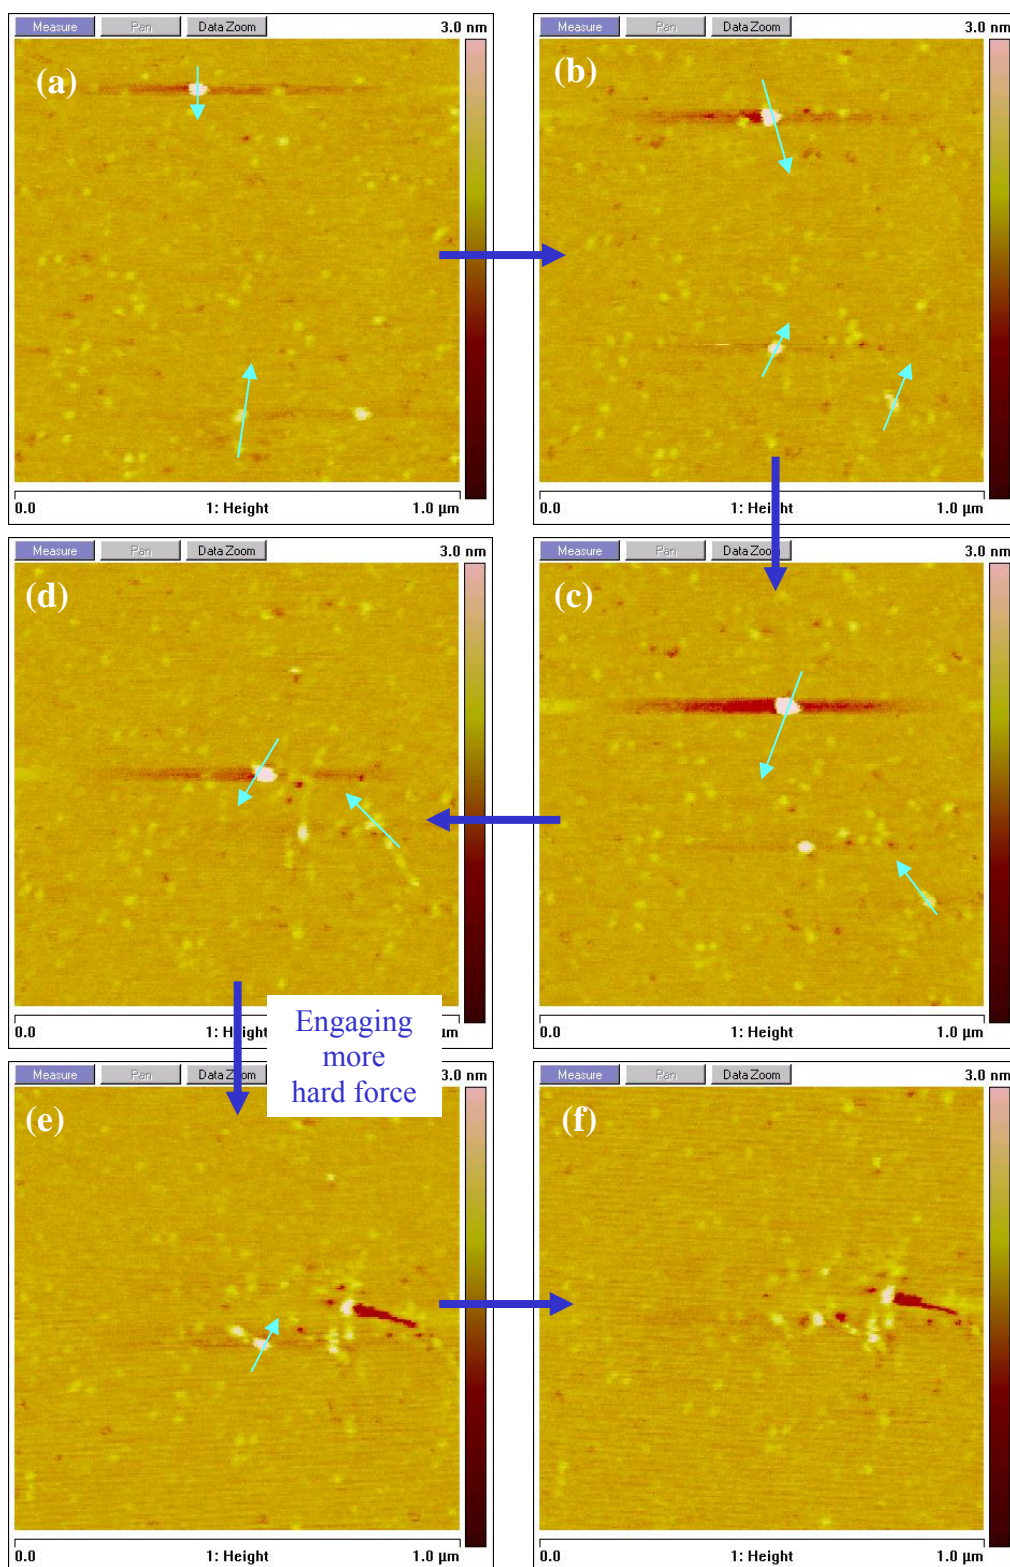 Measure Pan Data Zoom 3.0 nm
(a)
0.0 1: Height 1.0 µm
Measure Pan Data Zoom 3.0 nm
(b)
0.0 1: Height 1.0 µm
Measure Pan Data Zoom 3.0 nm
(d)
0.0 1: Height
Measure Pan Data Zoom 3.0 nm
(c)
0.0 1: Height 1.0 µm
Engaging
more
hard force
Measure Pan Data Zoom 3.0 nm
(e)
0.0 1: Height 1.0 µm
Measure Pan Data Zoom 3.0 nm
(f)
0.0 1: Height 1.0 µm